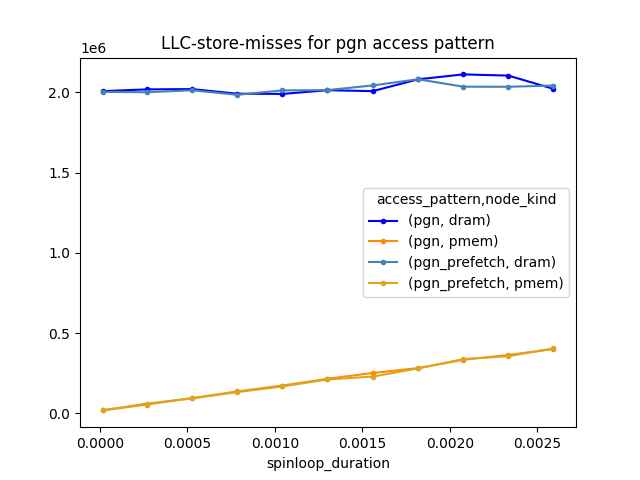 LLC-store-misses for pgn access pattern
1e6
2.0
1.5
1.0
0.5
0.0
access_pattern,node_kind
(pgn, dram)
(pgn, pmem)
(pgn_prefetch, dram)
(pgn_prefetch, pmem)
0.0000 0.0005 0.0010 0.0015 0.0020 0.0025
spinloop_duration